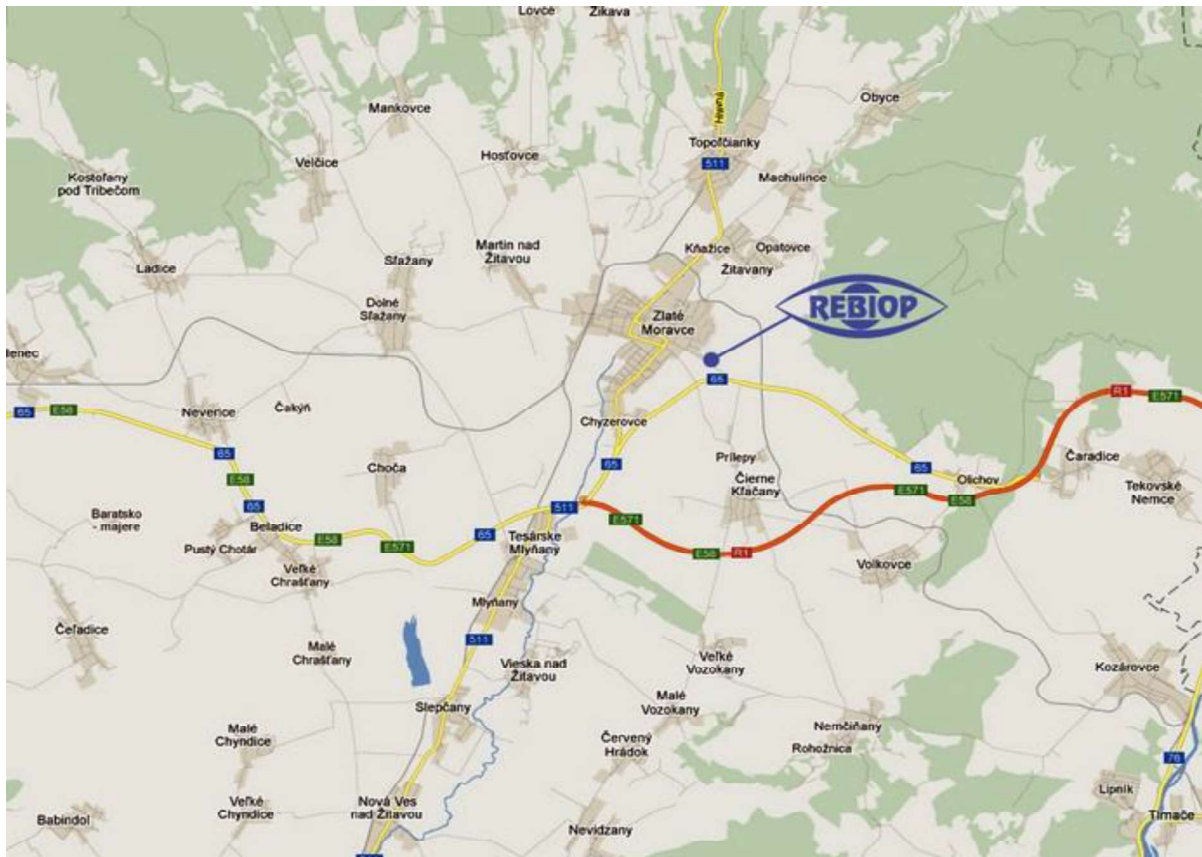 Lovce
Žikava
Mankovce
Obyce
Hlavná
Topoľčianky
Hosťovce
511
Velčice
Machulince
Kostoľany
pod Tribečom
Kňažice
Opatovce
Žitavany
Martin nad
Žitavou
Sľažany
Ladice
Dolné
Sľažany
REBIOP
Zlaté
Moravce
65
R1
E571
65
E58
Neverice
Čakýň
Chyzerovce
65
E58
Choča
65
Prílepy
Čierne
Kľačany
65
Olichov
Čaradice
Tekovské
Nemce
65
511
E571
E571
E58
Baratsko
- majere
Beladice
65
Pustý Chotár
E58
E571
Tesárske
Mlyňany
E58
R1
Veľké
Chrašťany
Volkovce
Mlyňany
Čeľadice
511
Malé
Chrašťany
Vieska nad
Žitavou
Veľké
Vozokany
Kozárovce
Slepčany
Malé
Vozokany
Malé
Chyndice
Červený
Hrádok
Nemčiňany
Rohožnica
76
Lipník
Veľké
Chyndice
Nová Ves
nad Žitavou
Tlmače
Babindol
Nevidzany